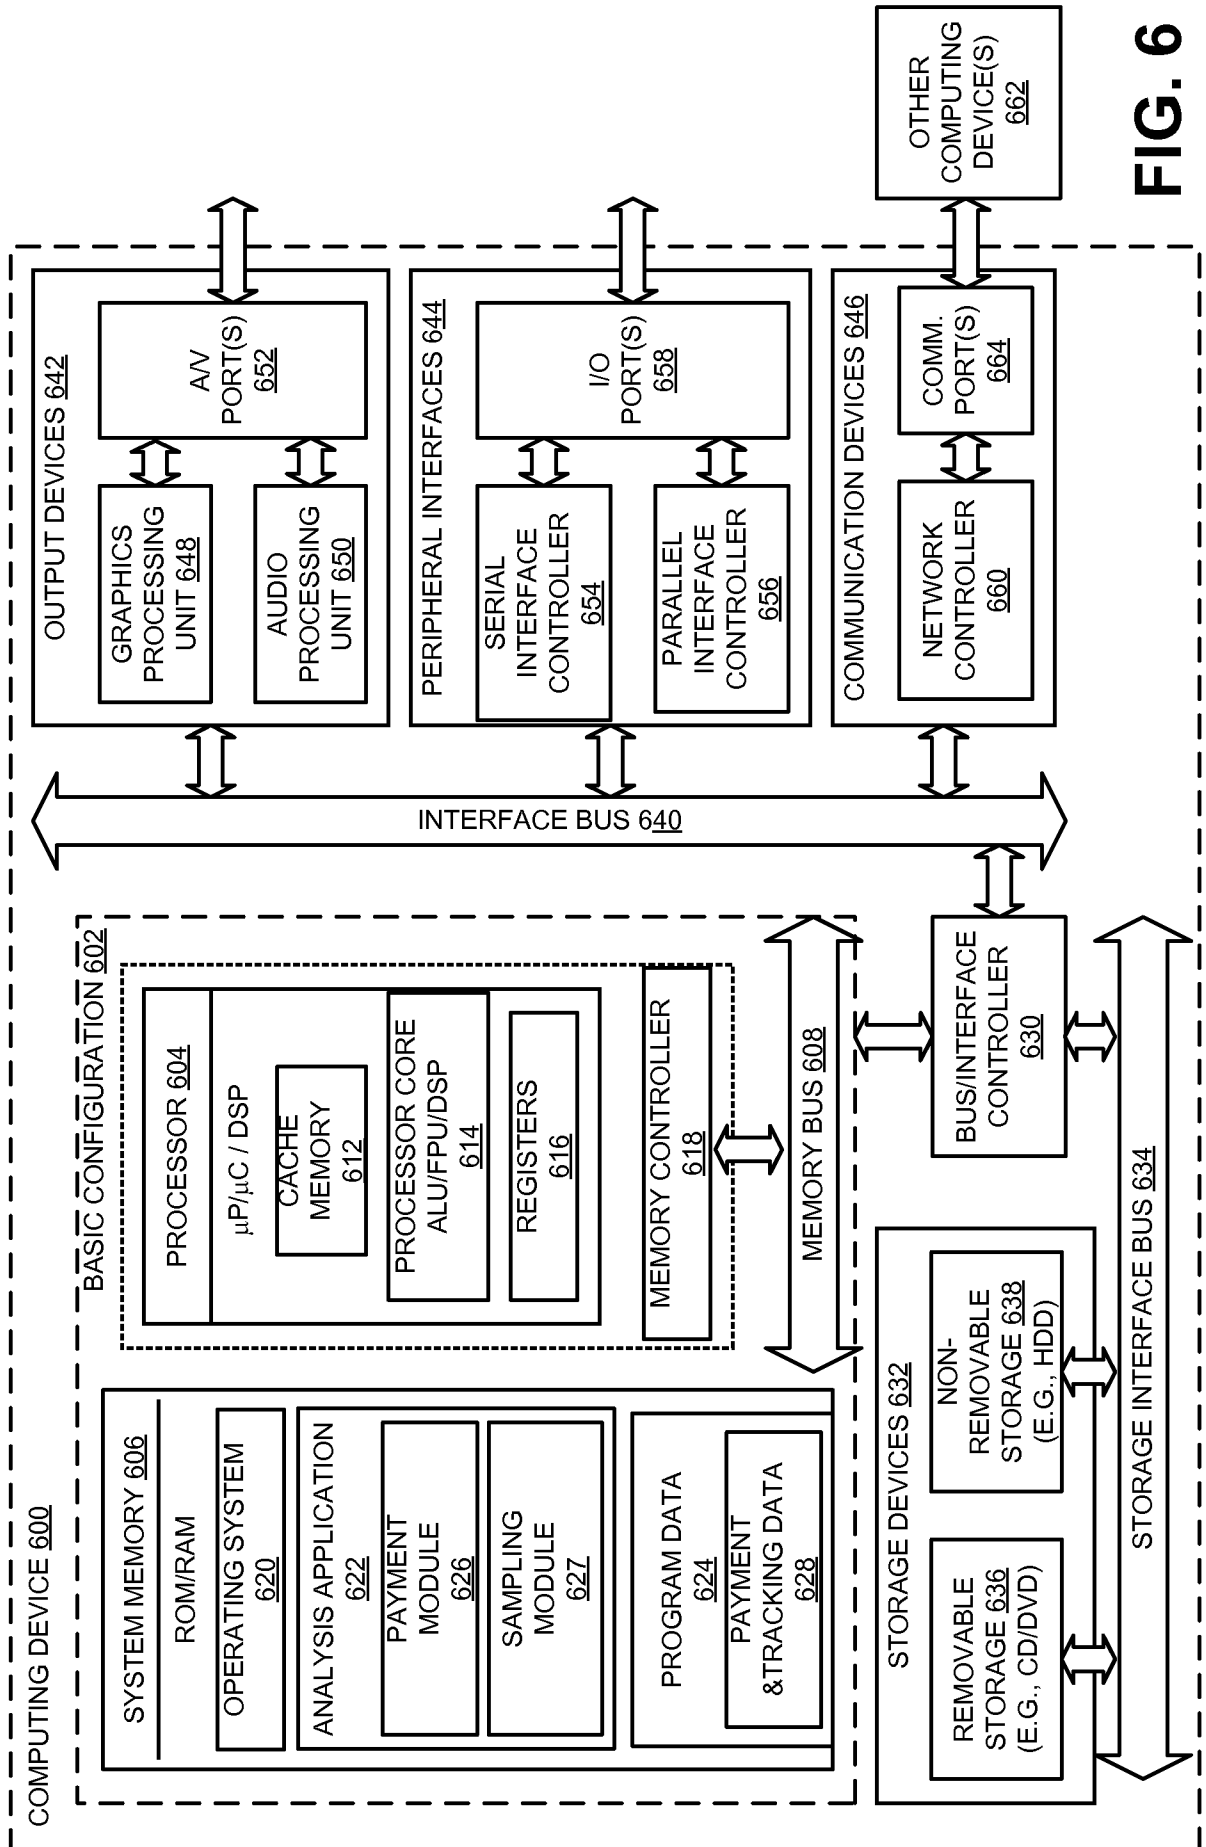 COMPUTING DEVICE 600
BASIC CONFIGURATION 602
SYSTEM MEMORY 606
ROM/RAM
OPERATING SYSTEM
620
ANALYSIS APPLICATION
622
PAYMENT
MODULE
626
SAMPLING
MODULE
627
PROGRAM DATA
624
PAYMENT
&TRACKING DATA
628
PROCESSOR 604
µP/µC / DSP
CACHE
MEMORY
612
PROCESSOR CORE
ALU/FPU/DSP
614
REGISTERS
616
MEMORY CONTROLLER
618
MEMORY BUS 608
BUS/INTERFACE
CONTROLLER
630
STORAGE DEVICES 632
REMOVABLE
STORAGE 636
(E.G., CD/DVD)
NON-
REMOVABLE
STORAGE 638
(E.G., HDD)
STORAGE INTERFACE BUS 634
INTERFACE BUS 640
OUTPUT DEVICES 642
GRAPHICS
PROCESSING
UNIT 648
AUDIO
PROCESSING
UNIT 650
A/V
PORT(S)
652
PERIPHERAL INTERFACES 644
SERIAL
INTERFACE
CONTROLLER
654
PARALLEL
INTERFACE
CONTROLLER
656
I/O
PORT(S)
658
COMMUNICATION DEVICES 646
NETWORK
CONTROLLER
660
COMM.
PORT(S)
664
OTHER
COMPUTING
DEVICE(S)
662
FIG. 6